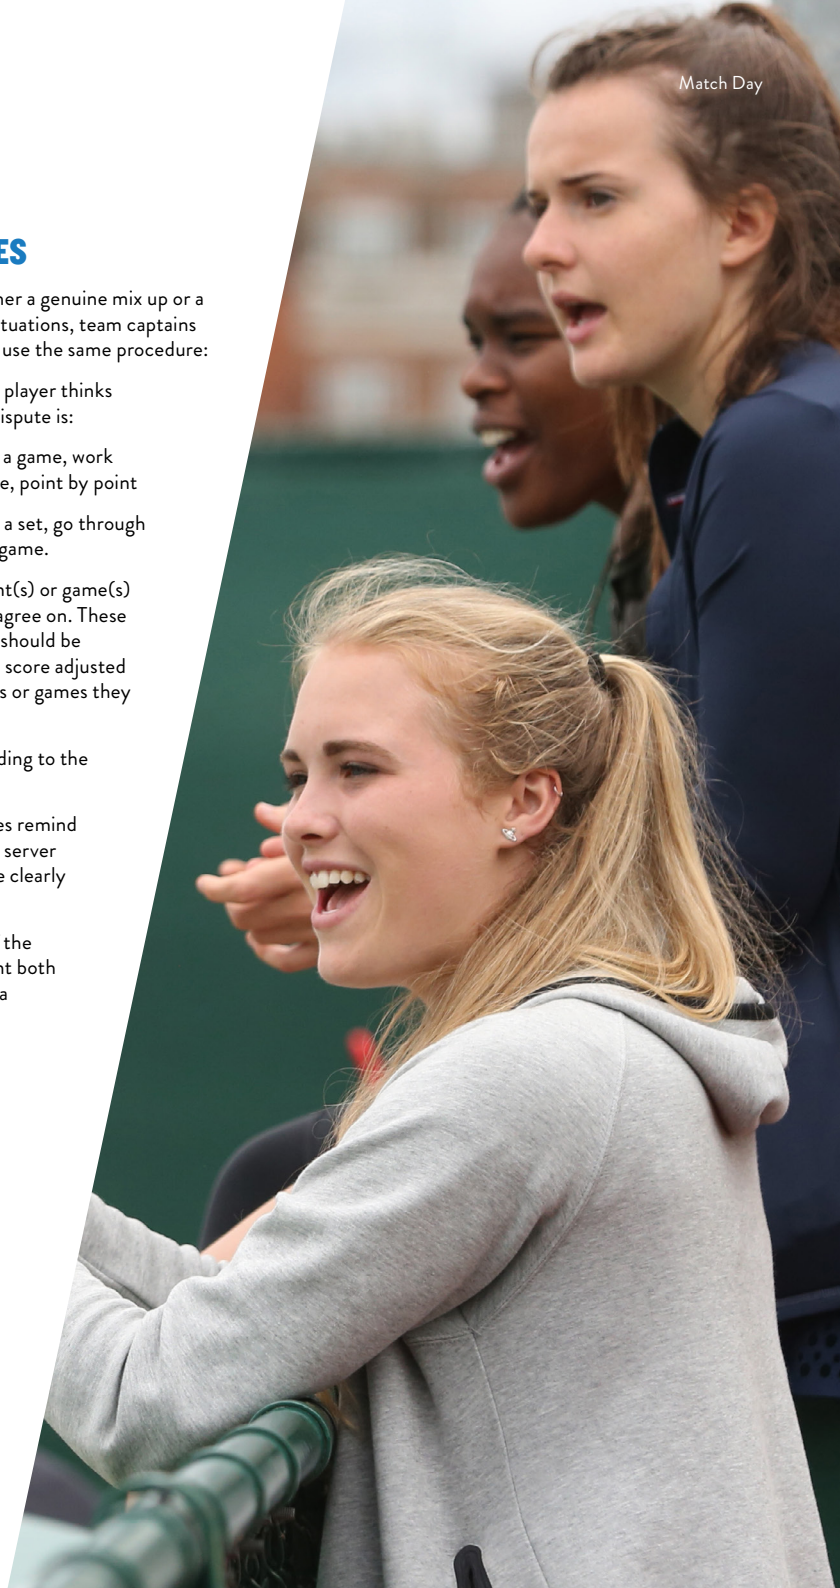 Match Day
ES
her a genuine mix up or a
tuations, team captains
use the same procedure:
player thinks
ispute is:
a game, work
e, point by point
a set, go through
game.
nt(s) or game(s)
agree on. These
should be
score adjusted
s or games they
ding to the
es remind
server
e clearly
the
nt both
a